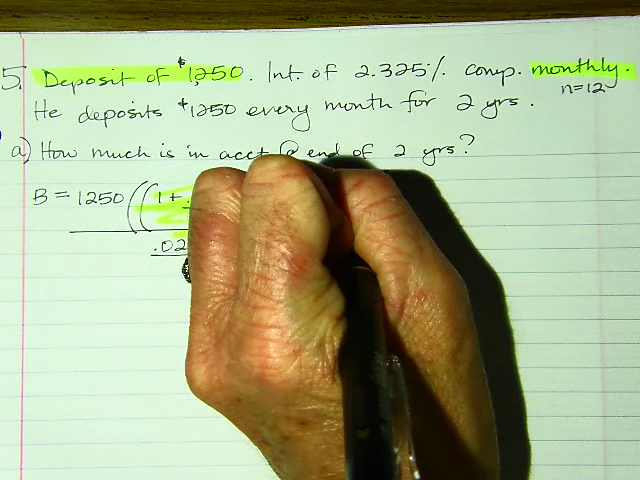 5. Deposit of $1250. Int. of 2.325% comp. monthly.
n=12
He deposits $1250 every month for 2 yrs.
a) How much is in acct @ end of 2 yrs?
B = 1250((1+.
.02